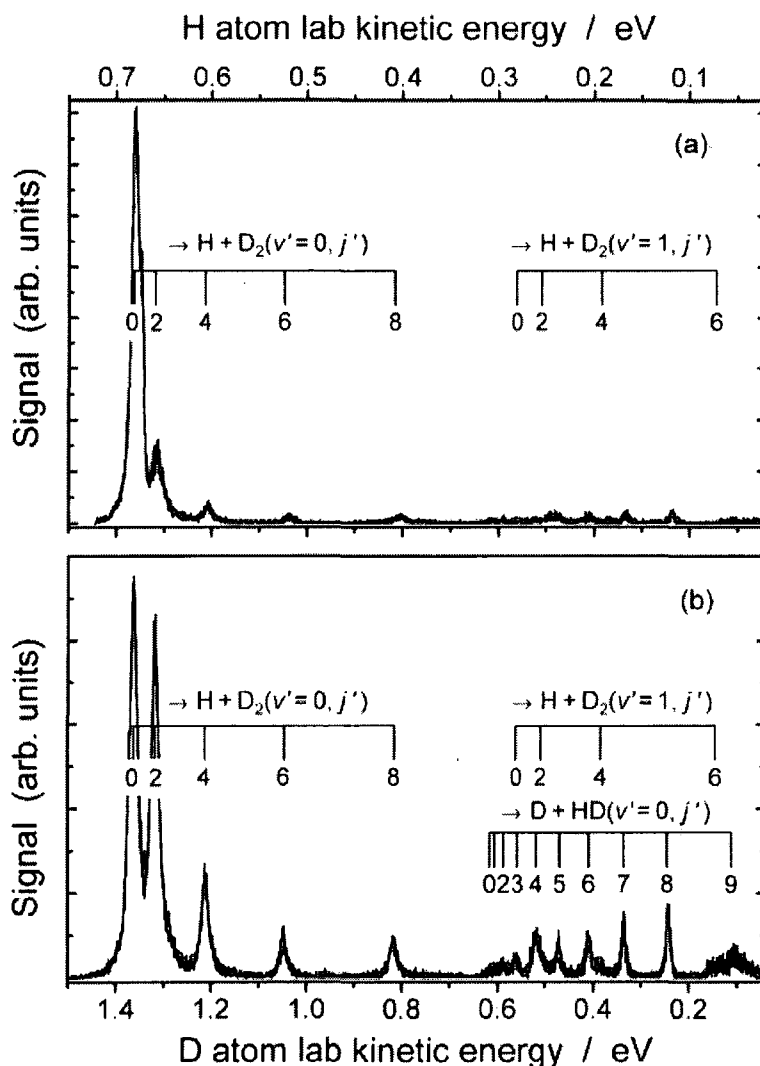 H atom lab kinetic energy / eV
0.7 0.6 0.5 0.4 0.3 0.2 0.1
(a)
→ H + D₂(v' = 0, j') → H + D₂(v' = 1, j')
0 2 4 6 8 0 2 4 6
Signal (arb. units)
(b)
→ H + D₂(v' = 0, j') → H + D₂(v' = 1, j')
0 2 4 6 8 0 2 4 6
→ D + HD(v' = 0, j')
0 2 3 4 5 6 7 8 9
Signal (arb. units)
1.4 1.2 1.0 0.8 0.6 0.4 0.2
D atom lab kinetic energy / eV